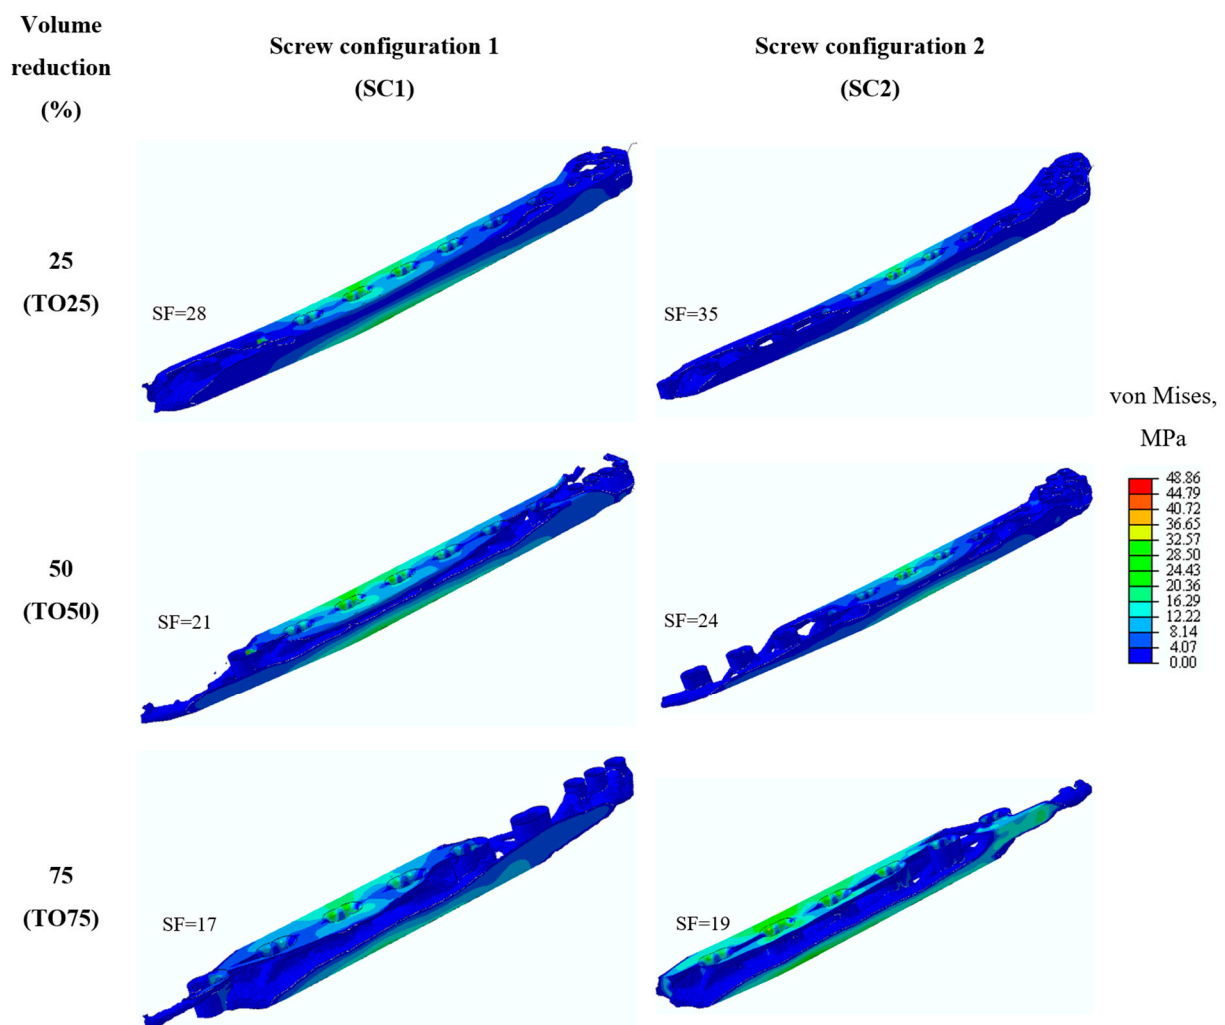 Volume
reduction
(%)
Screw configuration 1
(SC1)
Screw configuration 2
(SC2)
25
(TO25)
SF=28
SF=35
von Mises,
MPa
48.86
44.79
40.72
36.65
32.57
28.50
24.43
20.36
16.29
12.22
8.14
4.07
0.00
50
(TO50)
SF=21
SF=24
75
(TO75)
SF=17
SF=19